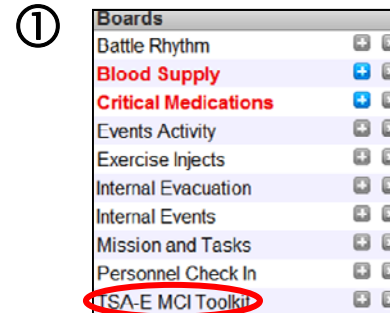 ①
Boards
Battle Rhythm
Blood Supply
Critical Medications
Events Activity
Exercise Injects
Internal Evacuation
Internal Events
Mission and Tasks
Personnel Check In
TSA-E MCI Toolkit